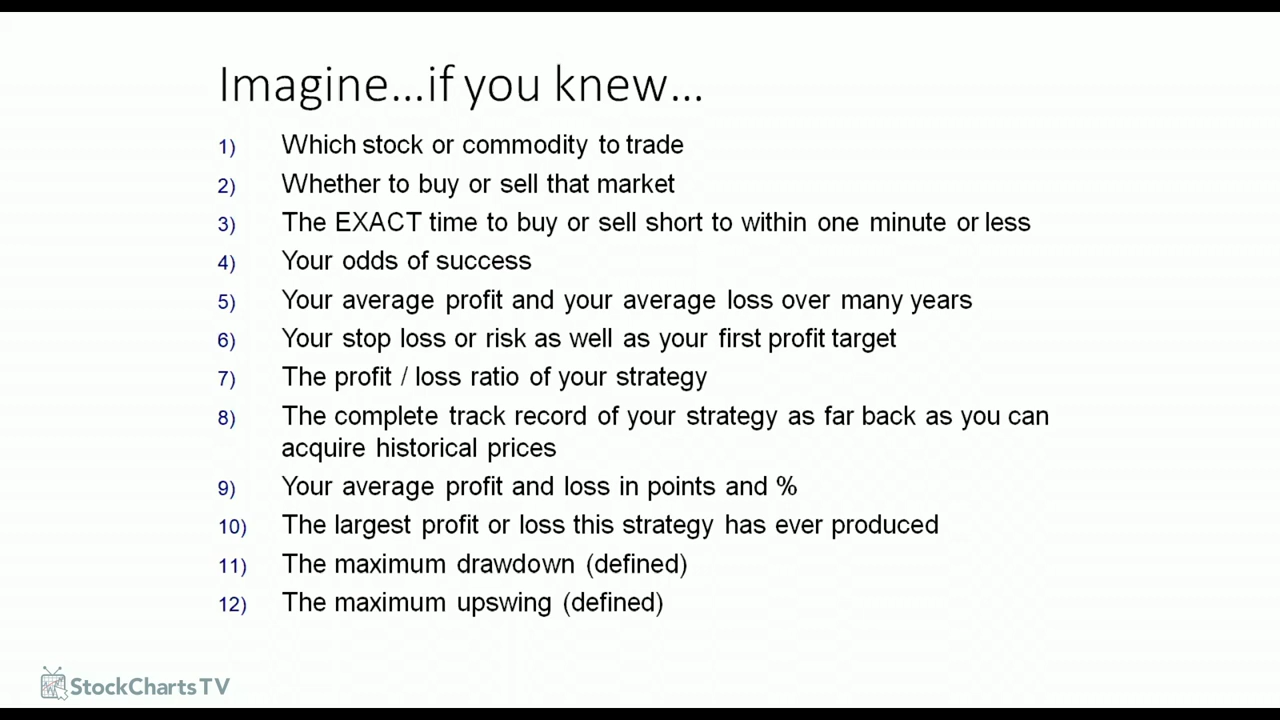 Imagine...if you knew...
1) Which stock or commodity to trade
2) Whether to buy or sell that market
3) The EXACT time to buy or sell short to within one minute or less
4) Your odds of success
5) Your average profit and your average loss over many years
6) Your stop loss or risk as well as your first profit target
7) The profit / loss ratio of your strategy
8) The complete track record of your strategy as far back as you can
acquire historical prices
9) Your average profit and loss in points and %
10) The largest profit or loss this strategy has ever produced
11) The maximum drawdown (defined)
12) The maximum upswing (defined)
StockChartsTV